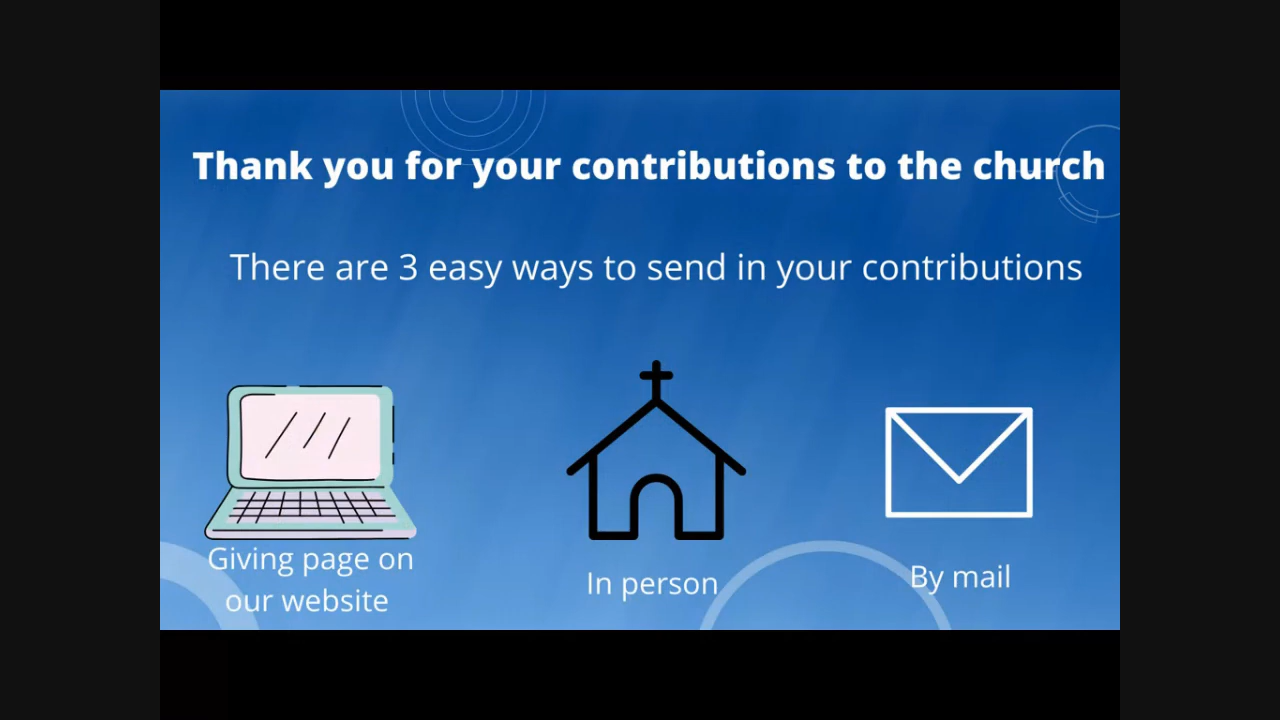 Thank you for your contributions to the church
There are 3 easy ways to send in your contributions
Giving page on
our website
In person
By mail